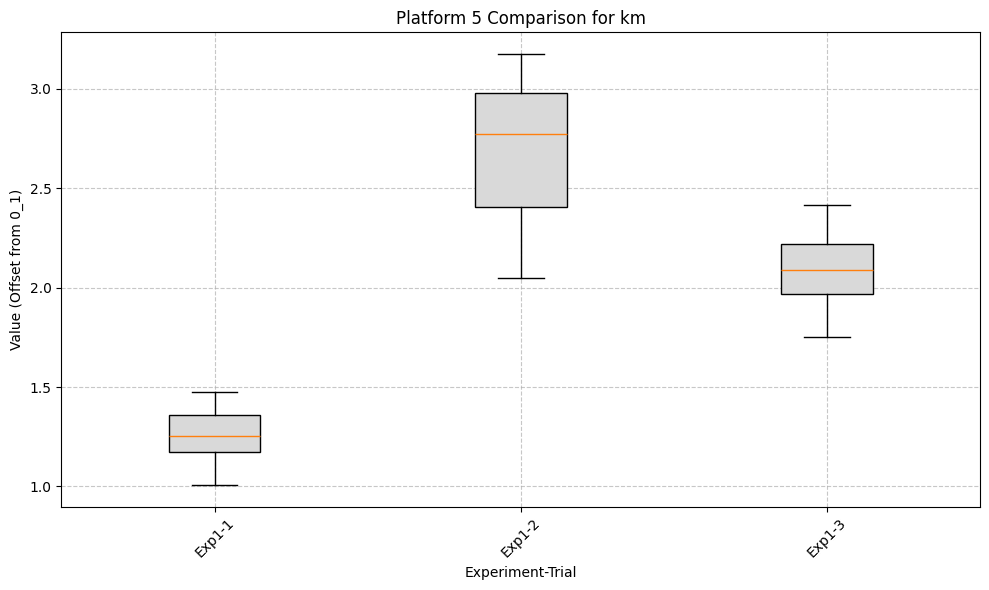 Platform 5 Comparison for km
Value (Offset from 0_1)
3.0
2.5
2.0
1.5
1.0
Exp1-1
Exp1-2
Exp1-3
Experiment-Trial